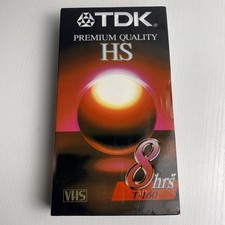 TDK
PREMIUM QUALITY
HS
8hrs
T-160
VHS